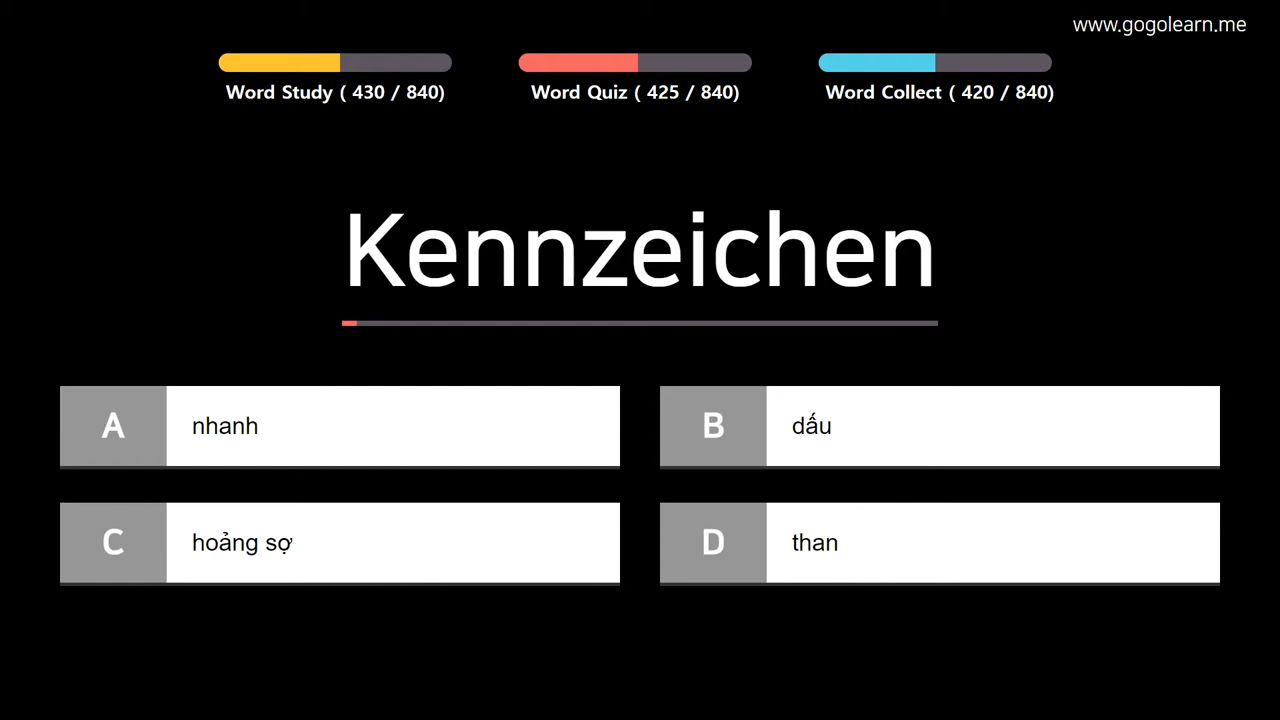 www.gogolearn.me
Word Study ( 430 / 840)
Word Quiz ( 425 / 840)
Word Collect ( 420 / 840)
Kennzeichen
A nhanh
B dấu
C hoảng sợ
D than